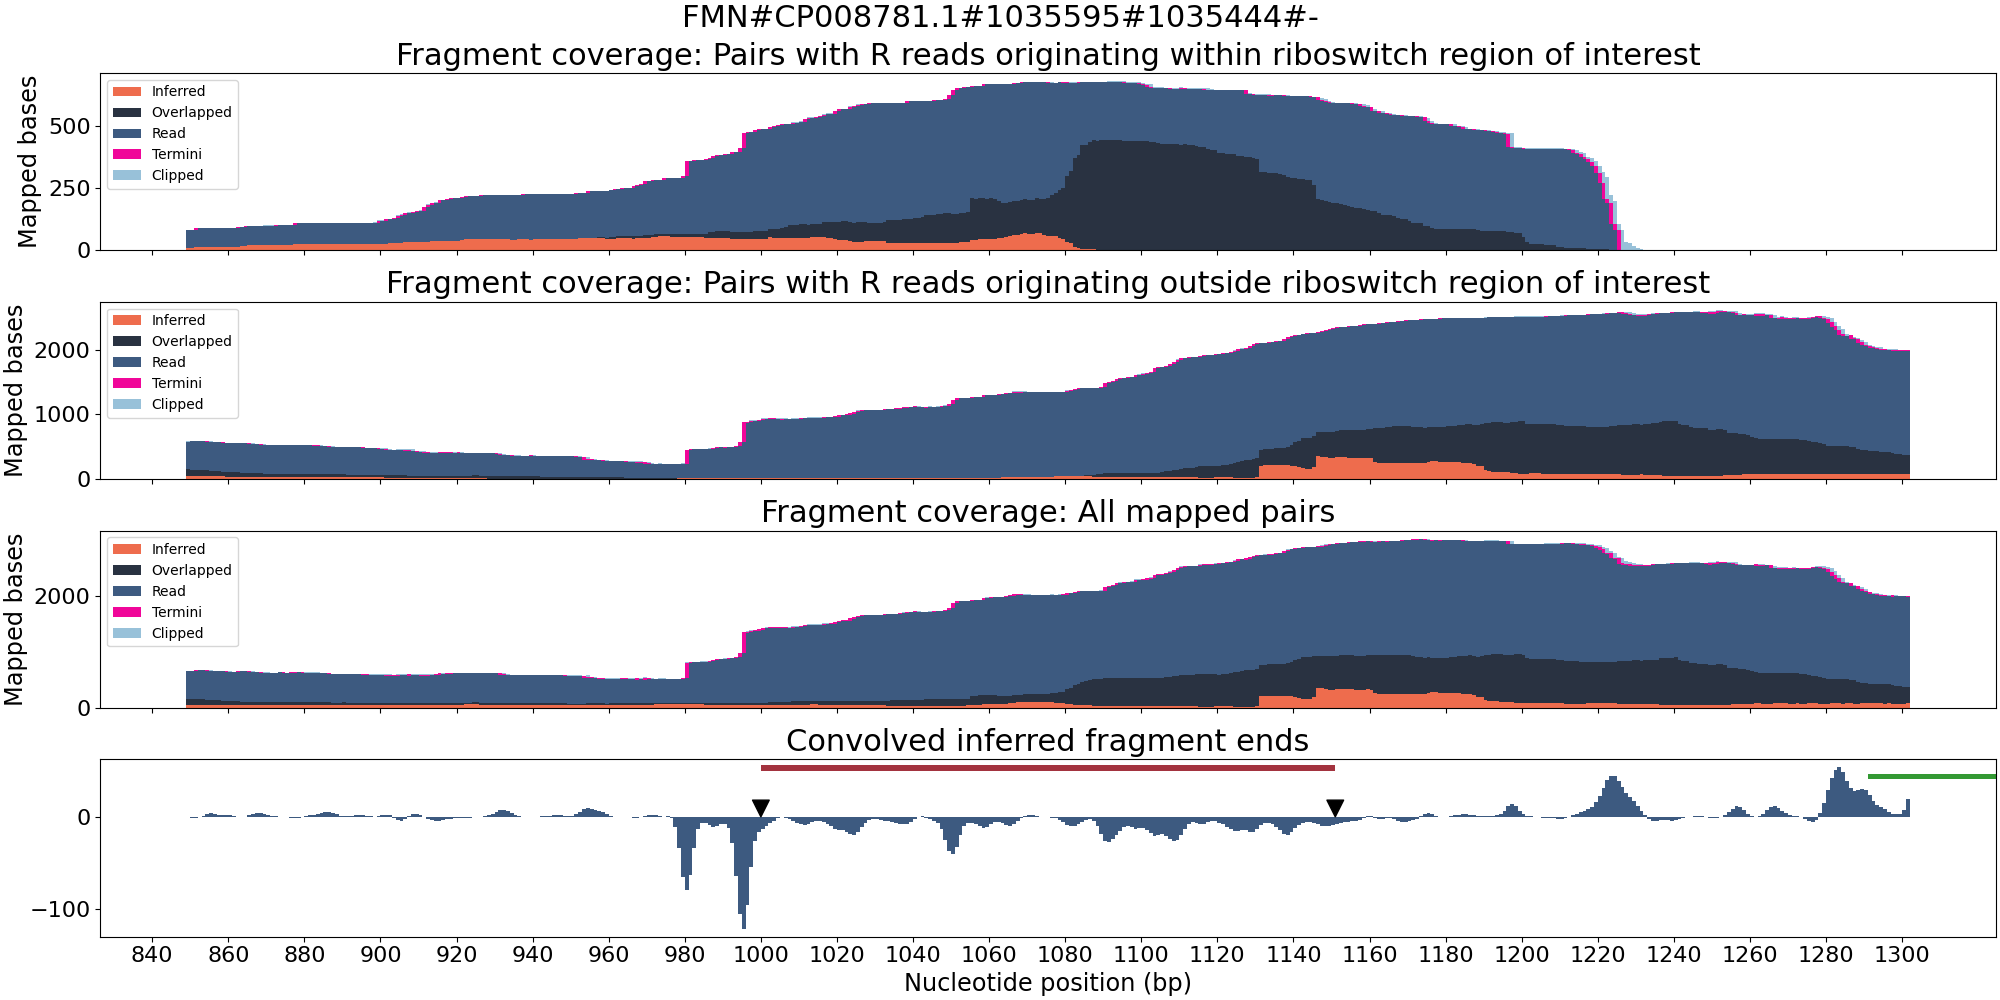 FMN#CP008781.1#1035595#1035444#-
Fragment coverage: Pairs with R reads originating within riboswitch region of interest
Mapped bases
500
250
0
Inferred
Overlapped
Read
Termini
Clipped
Fragment coverage: Pairs with R reads originating outside riboswitch region of interest
Mapped bases
2000
1000
0
Inferred
Overlapped
Read
Termini
Clipped
Fragment coverage: All mapped pairs
Mapped bases
2000
0
Inferred
Overlapped
Read
Termini
Clipped
Convolved inferred fragment ends
0
−100
840 860 880 900 920 940 960 980 1000 1020 1040 1060 1080 1100 1120 1140 1160 1180 1200 1220 1240 1260 1280 1300
Nucleotide position (bp)